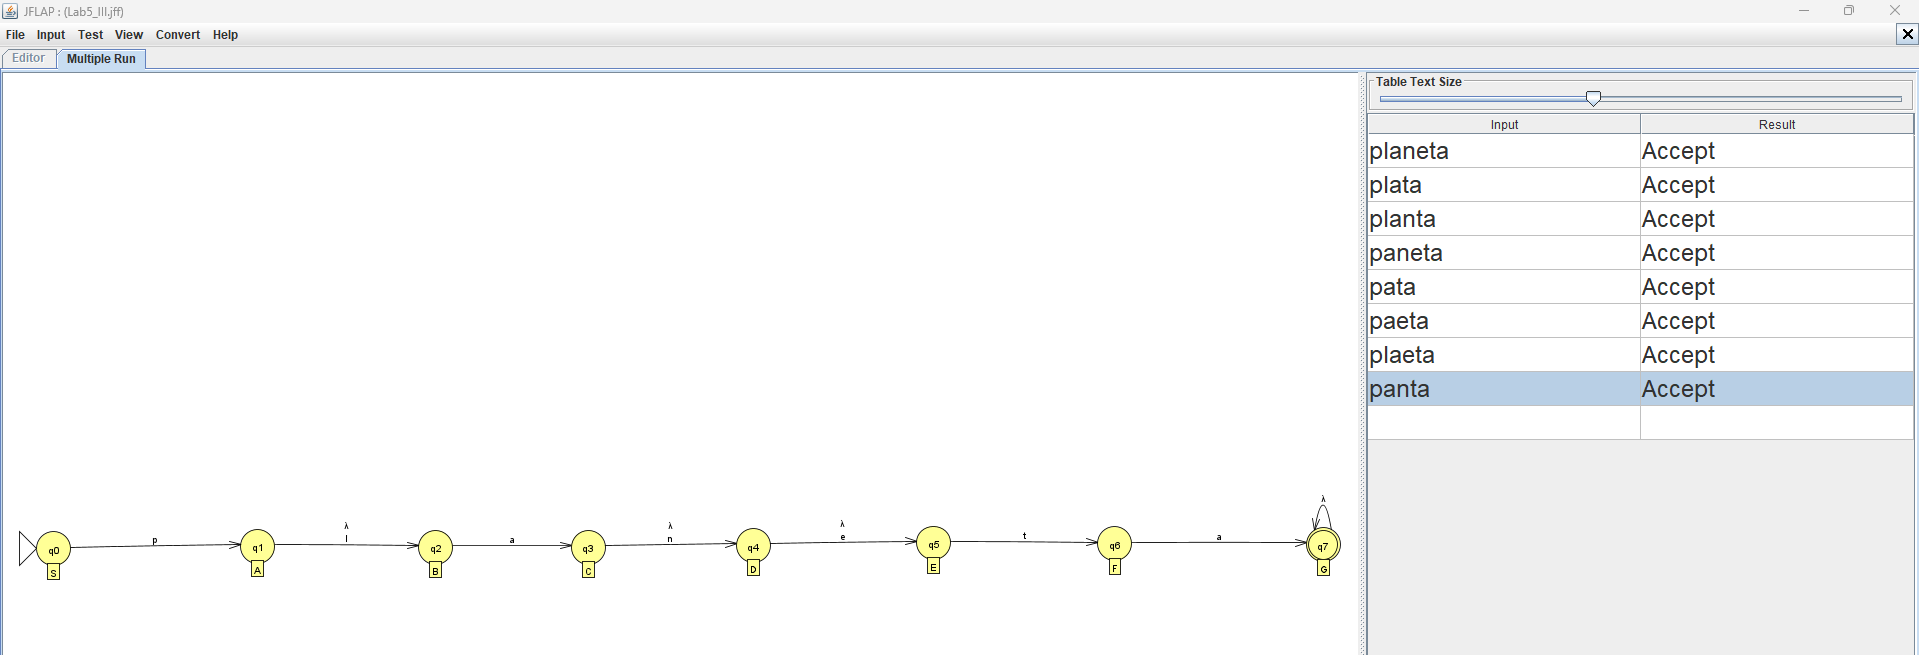 JFLAP : (Lab5_III.jff)
File Input Test View Convert Help
Editor Multiple Run
Table Text Size
Input Result
planeta Accept
plata Accept
planta Accept
paneta Accept
pata Accept
paeta Accept
plaeta Accept
panta Accept
λ
λ λ λ
p l a n e t a
q0 q1 q2 q3 q4 q5 q6 q7
S A B C D E F G